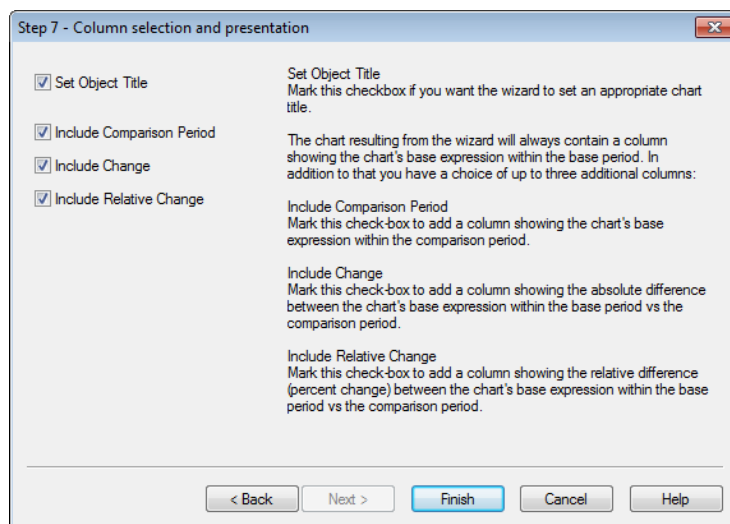 Step 7 - Column selection and presentation
Set Object Title
Include Comparison Period
Include Change
Include Relative Change
Set Object Title
Mark this checkbox if you want the wizard to set an appropriate chart
title.
The chart resulting from the wizard will always contain a column
showing the chart's base expression within the base period. In
addition to that you have a choice of up to three additional columns:
Include Comparison Period
Mark this check-box to add a column showing the chart's base
expression within the comparison period.
Include Change
Mark this check-box to add a column showing the absolute difference
between the chart's base expression within the base period vs the
comparison period.
Include Relative Change
Mark this check-box to add a column showing the relative difference
(percent change) between the chart's base expression within the base
period vs the comparison period.
< Back
Next >
Finish
Cancel
Help